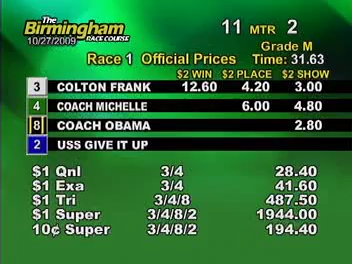 The
Birmingham
RACE COURSE
10/27/2009
11 MTR 2
Grade M
Race 1 Official Prices Time: 31.63
$2 WIN $2 PLACE $2 SHOW
3 COLTON FRANK 12.60 4.20 3.00
4 COACH MICHELLE 6.00 4.80
8 COACH OBAMA 2.80
2 USS GIVE IT UP
$1 Qnl 3/4 28.40
$1 Exa 3/4 41.60
$1 Tri 3/4/8 487.50
$1 Super 3/4/8/2 1944.00
10¢ Super 3/4/8/2 194.40